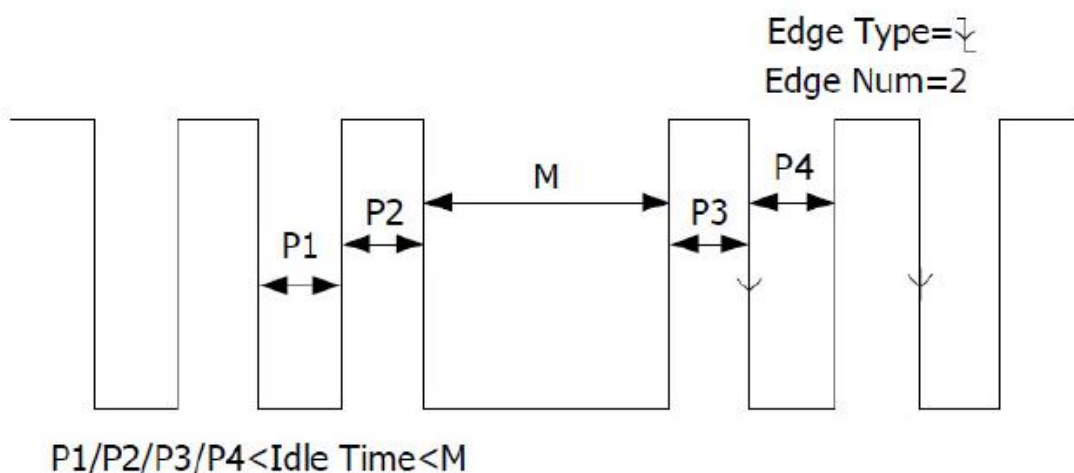 Edge Type=
Edge Num=2
P4
M
P2
P3
P1
P1/P2/P3/P4<Idle Time<M